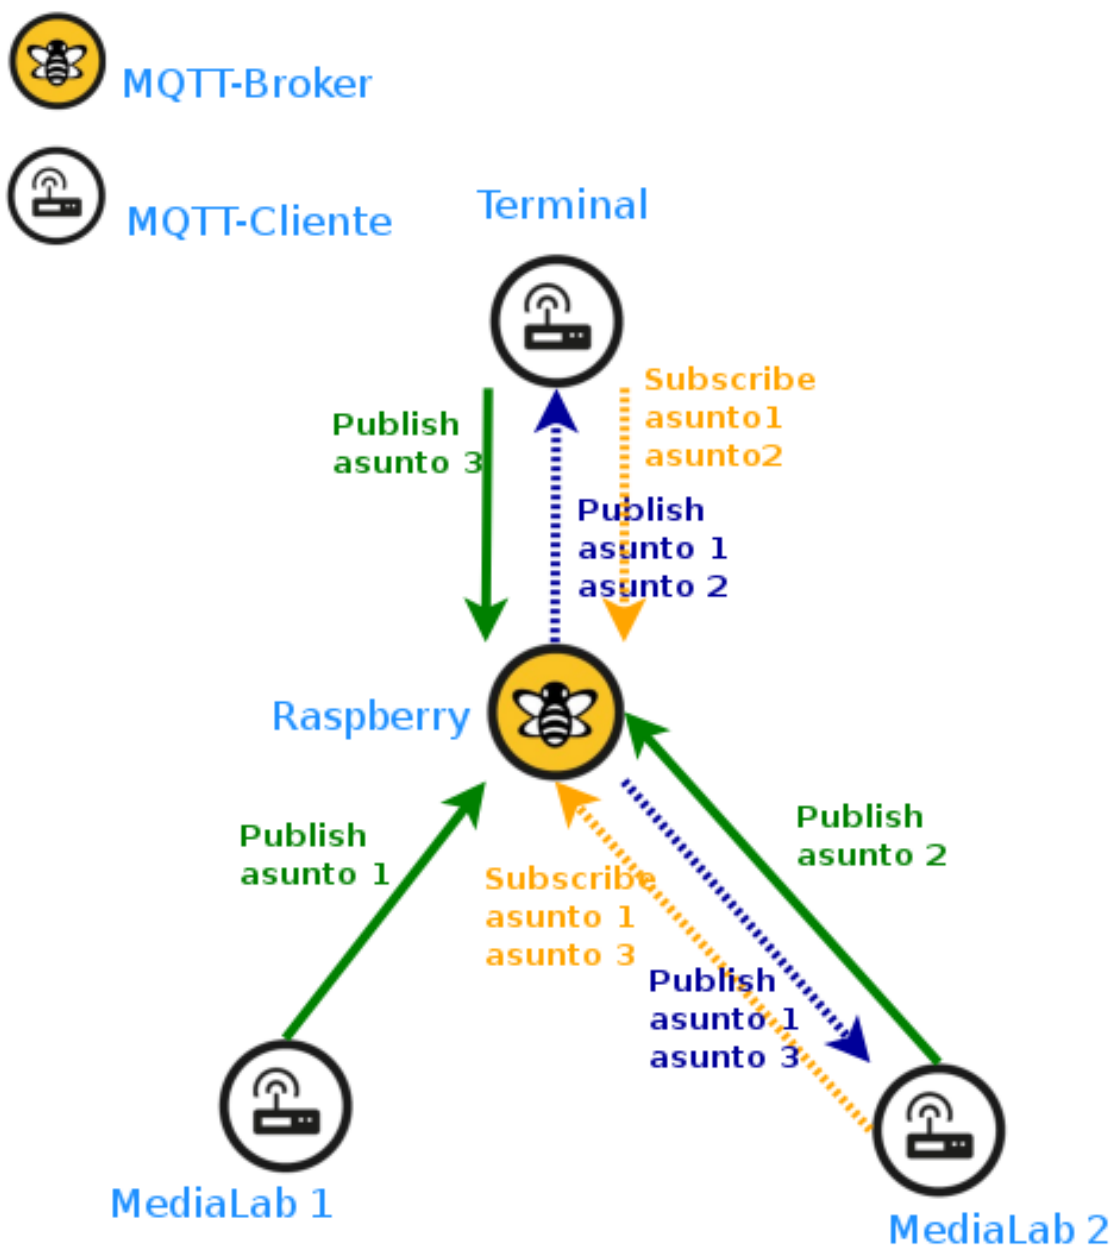 MQTT-Broker
MQTT-Cliente
Terminal
Subscribe
asunto1
asunto2
Publish
asunto 3
Publish
asunto 1
asunto 2
Raspberry
Publish
asunto 2
Publish
asunto 1
Subscribe
asunto 1
asunto 3
Publish
asunto 1
asunto 3
MediaLab 1
MediaLab 2